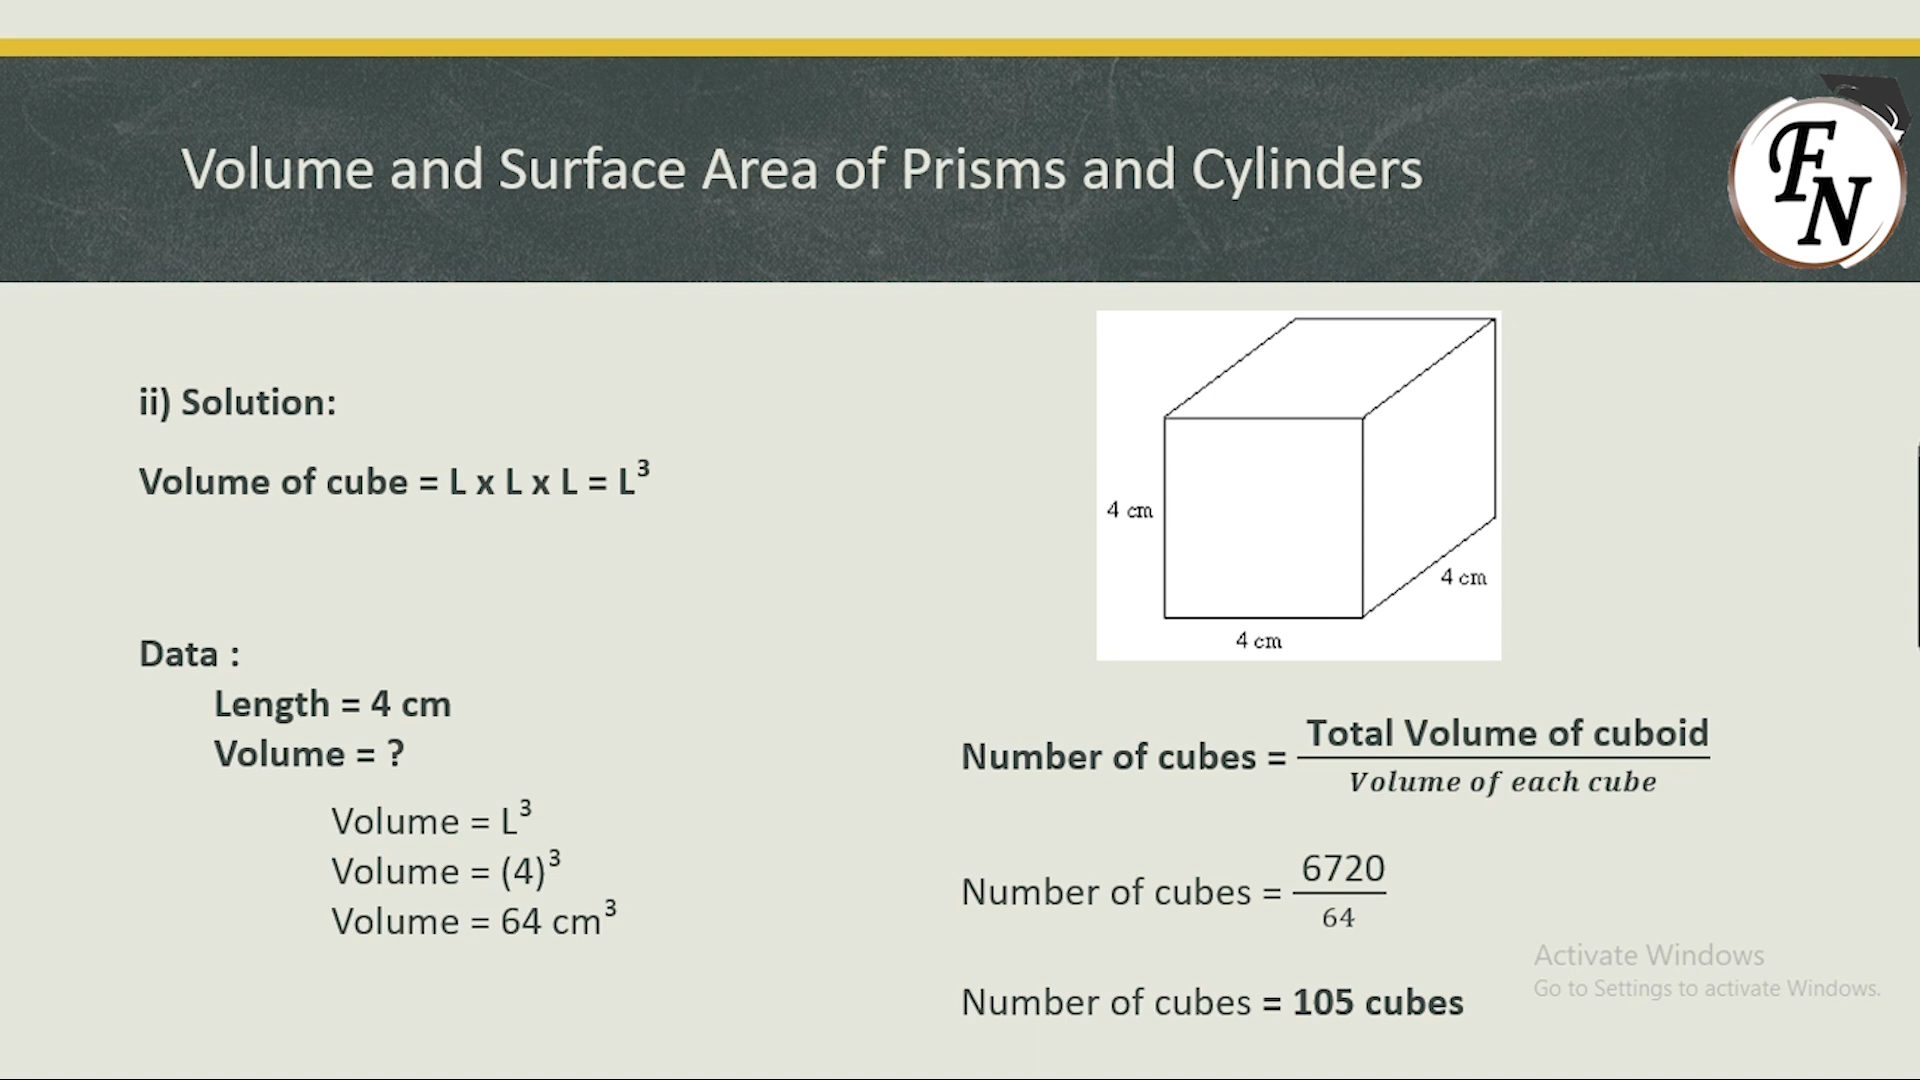 Volume and Surface Area of Prisms and Cylinders
FN
ii) Solution:
Volume of cube = L x L x L = L³
4 cm
4 cm
4 cm
Data :
Length = 4 cm
Volume = ?
Volume = L³
Volume = (4)³
Volume = 64 cm³
Number of cubes = Total Volume of cuboid / Volume of each cube
Number of cubes = 6720 / 64
Number of cubes = 105 cubes
Activate Windows
Go to Settings to activate Windows.